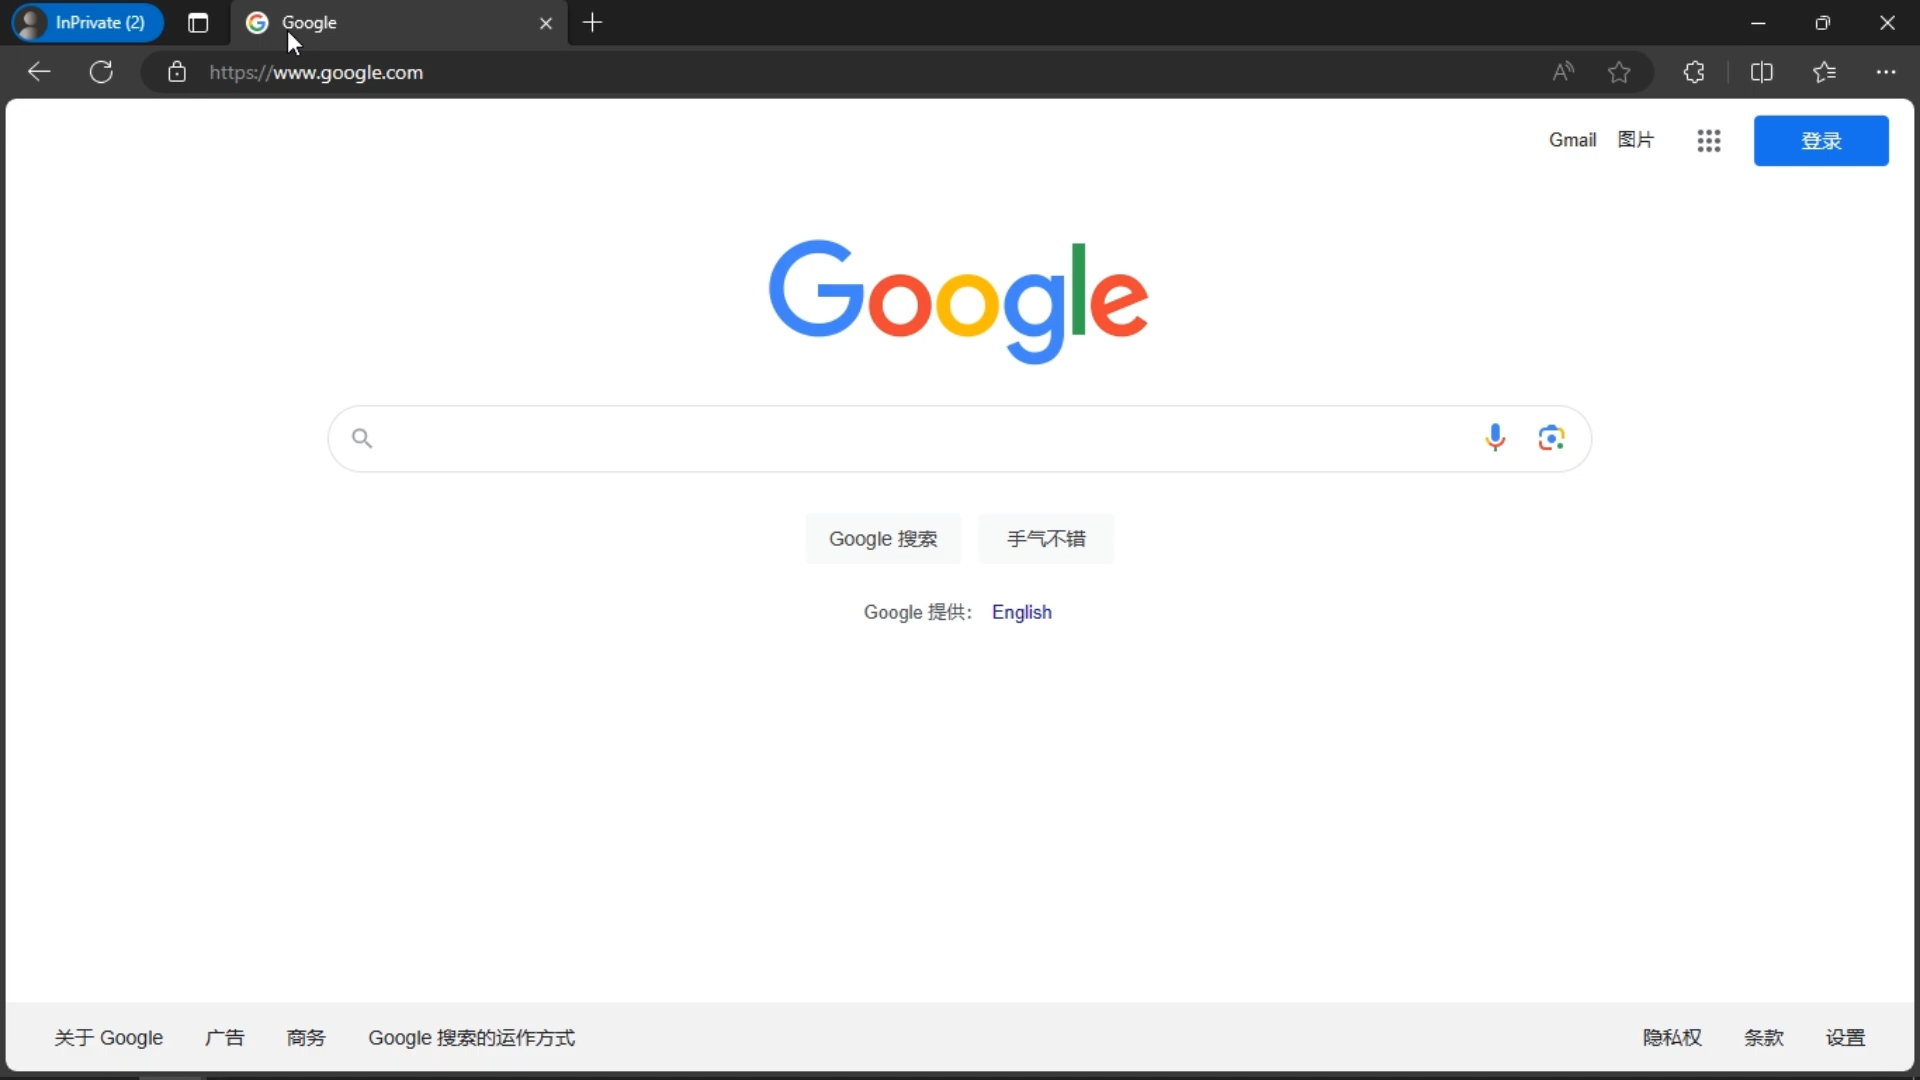 InPrivate (2)
Google
https://www.google.com
Gmail 图片
登录
Google
Google 搜索 手气不错
Google 提供： English
关于 Google 广告 商务 Google 搜索的运作方式 隐私权 条款 设置